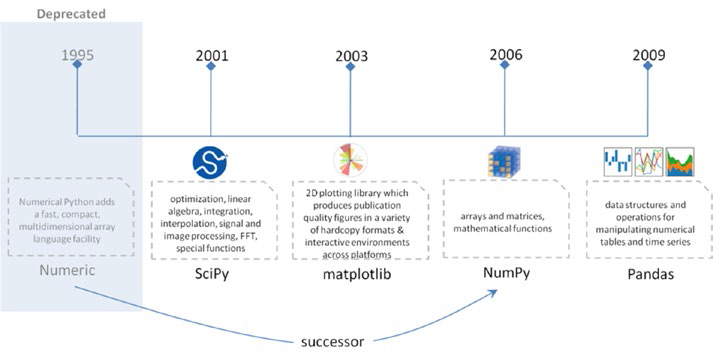 Deprecated
1995
2001
2003
2006
2009
Numerical Python adds
a fast, compact,
multidimensional array
language facility
Numeric
optimization, linear
algebra, integration,
interpolation, signal and
image processing, FFT,
special functions
SciPy
2D plotting library which
produces publication
quality figures in a variety
of hardcopy formats &
interactive environments
across platforms
matplotlib
arrays and matrices,
mathematical functions
NumPy
data structures and
operations for
manipulating numerical
tables and time series
Pandas
successor